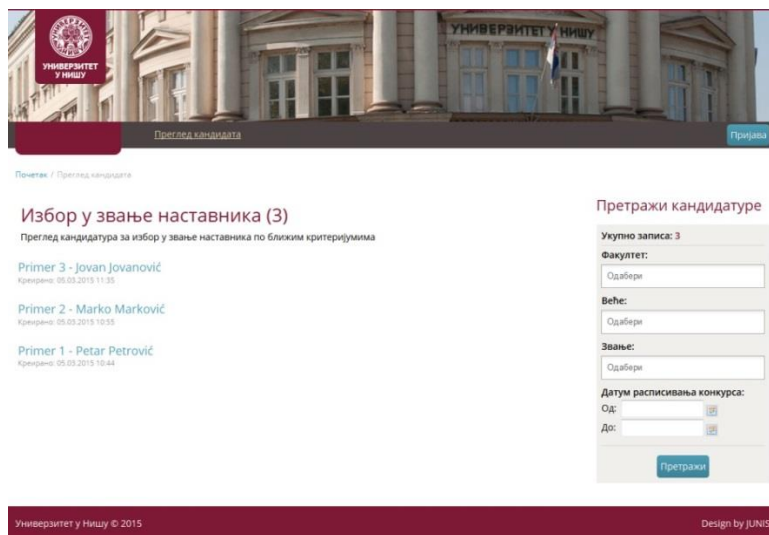 УНИВЕРЗИТЕТ У НИШУ
УНИВЕРЗИТЕТ
У НИШУ
Преглед кандидата
Пријава
Почетак / Преглед кандидата
Избор у звање наставника (3)
Преглед кандидатура за избор у звање наставника по ближим критеријумима
Primer 3 - Jovan Jovanović
Креирано: 05.03.2015 11:35
Primer 2 - Marko Marković
Креирано: 05.03.2015 10:55
Primer 1 - Petar Petrović
Креирано: 05.03.2015 10:44
Претражи кандидатуре
Укупно записа: 3
Факултет:
Одабери
Веће:
Одабери
Звање:
Одабери
Датум расписивања конкурса:
Од:
До:
Претражи
Универзитет у Нишу © 2015
Design by JUNIS